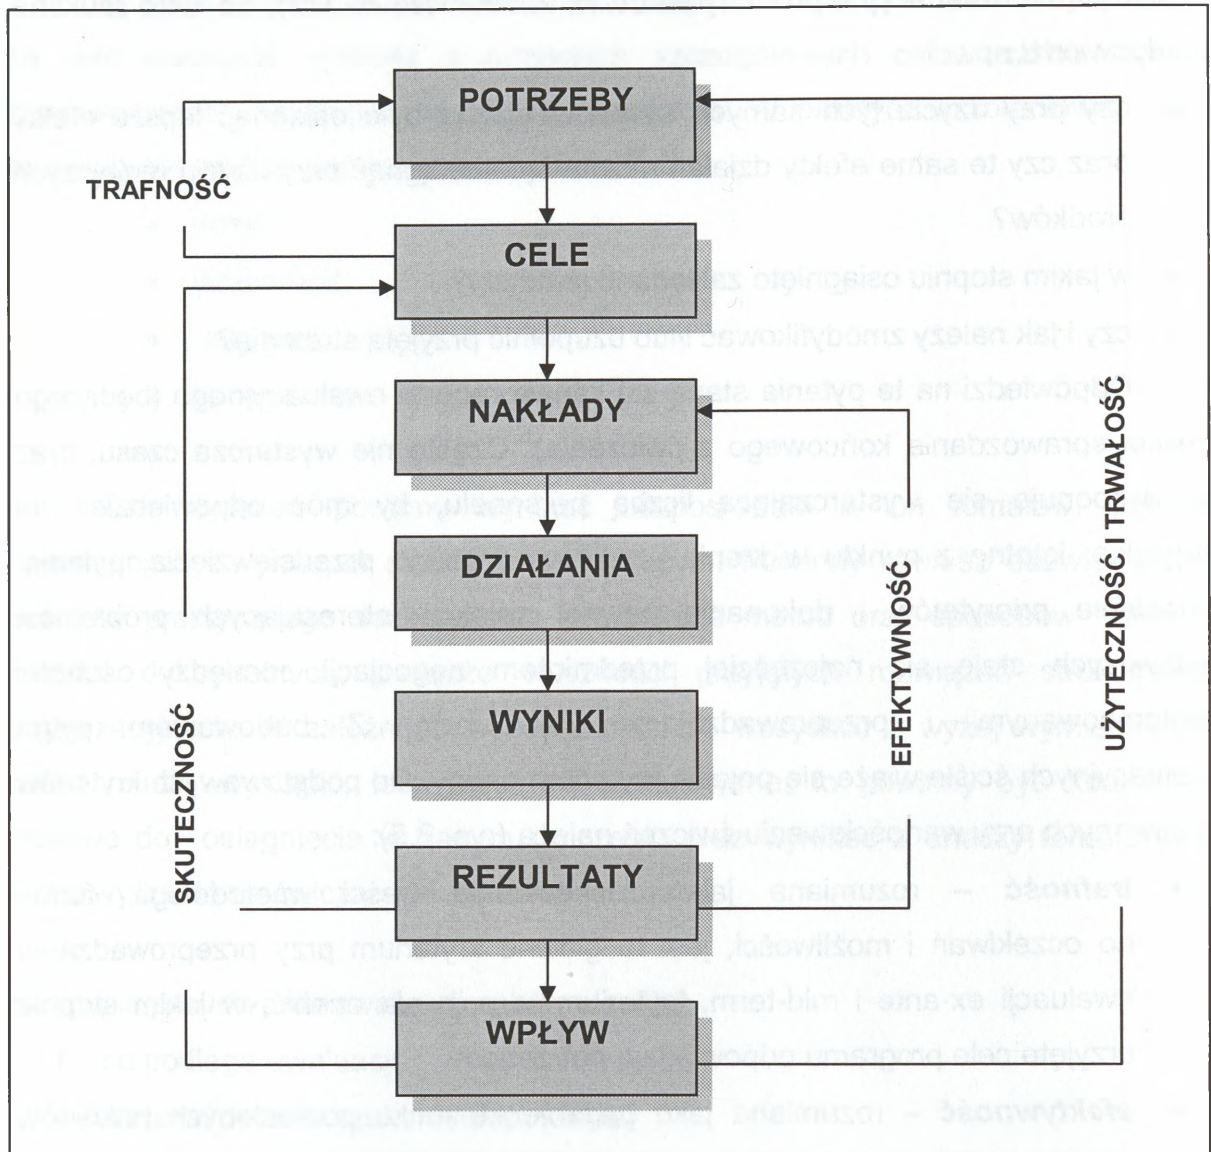 POTRZEBY
TRAFNOŚĆ
CELE
NAKŁADY
DZIAŁANIA
WYNIKI
REZULTATY
WPŁYW
SKUTECZNOŚĆ
EFEKTYWNOŚĆ
UŻYTECZNOŚĆ I TRWAŁOŚĆ